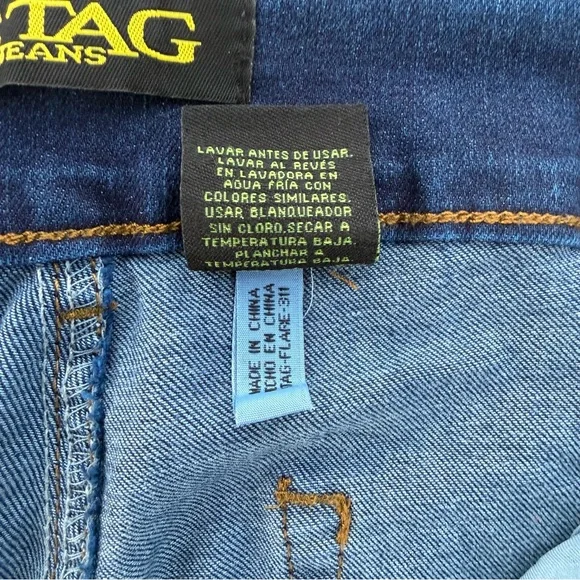 TAG
JEANS
LAVAR ANTES DE USAR.
LAVAR AL REVÉS
EN LAVADORA EN
AGUA FRÍA CON
COLORES SIMILARES.
USAR BLANQUEADOR
SIN CLORO.SECAR A
TEMPERATURA BAJA.
PLANCHAR A
TEMPERATURA BAJA
MADE IN CHINA
CHO EN CHINA
TAG-FLARE-311